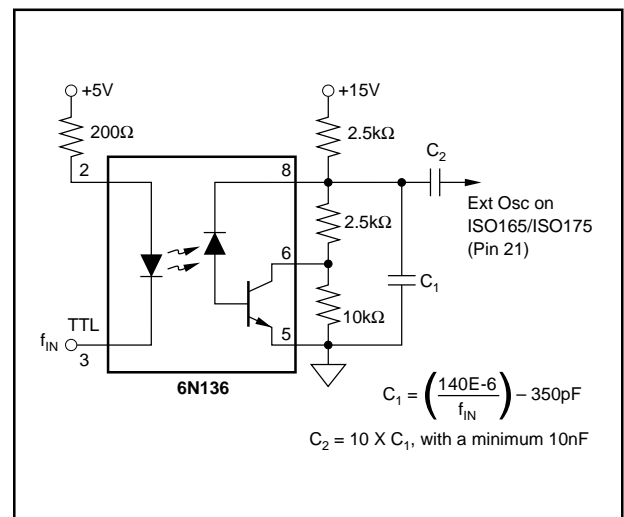 +5V
+15V
200Ω
2.5kΩ
C2
2
8
Ext Osc on
ISO165/ISO175
(Pin 21)
2.5kΩ
6
C1
10kΩ
TTL
fIN
3
5
6N136
C1 = (140E-6 / fIN) – 350pF
C2 = 10 X C1, with a minimum 10nF